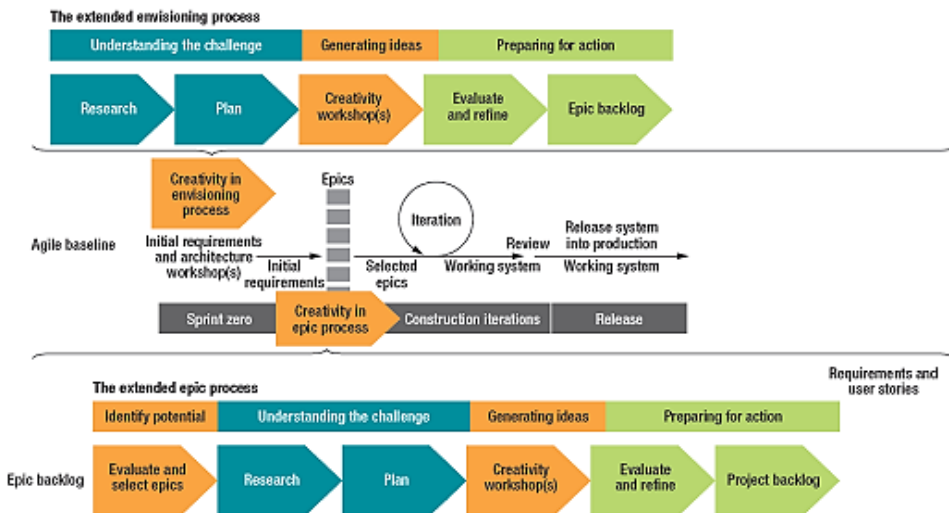 The extended envisioning process
Understanding the challenge
Generating ideas
Preparing for action
Research
Plan
Creativity
workshop(s)
Evaluate
and refine
Epic backlog
Creativity in
envisioning
process
Epics
Iteration
Agile baseline
Initial requirements
and architecture
workshop(s)
Initial
requirements
Selected
epics
Working system
Review
Release system
into production
Working system
Sprint zero
Creativity in
epic process
Construction iterations
Release
Requirements and
user stories
The extended epic process
Identify potential
Understanding the challenge
Generating ideas
Preparing for action
Epic backlog
Evaluate and
select epics
Research
Plan
Creativity
workshop(s)
Evaluate
and refine
Project backlog